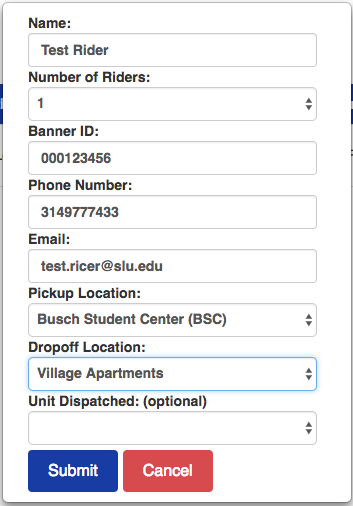 Name:
Test Rider
Number of Riders:
1
Banner ID:
000123456
Phone Number:
3149777433
Email:
test.ricer@slu.edu
Pickup Location:
Busch Student Center (BSC)
Dropoff Location:
Village Apartments
Unit Dispatched: (optional)
Submit Cancel